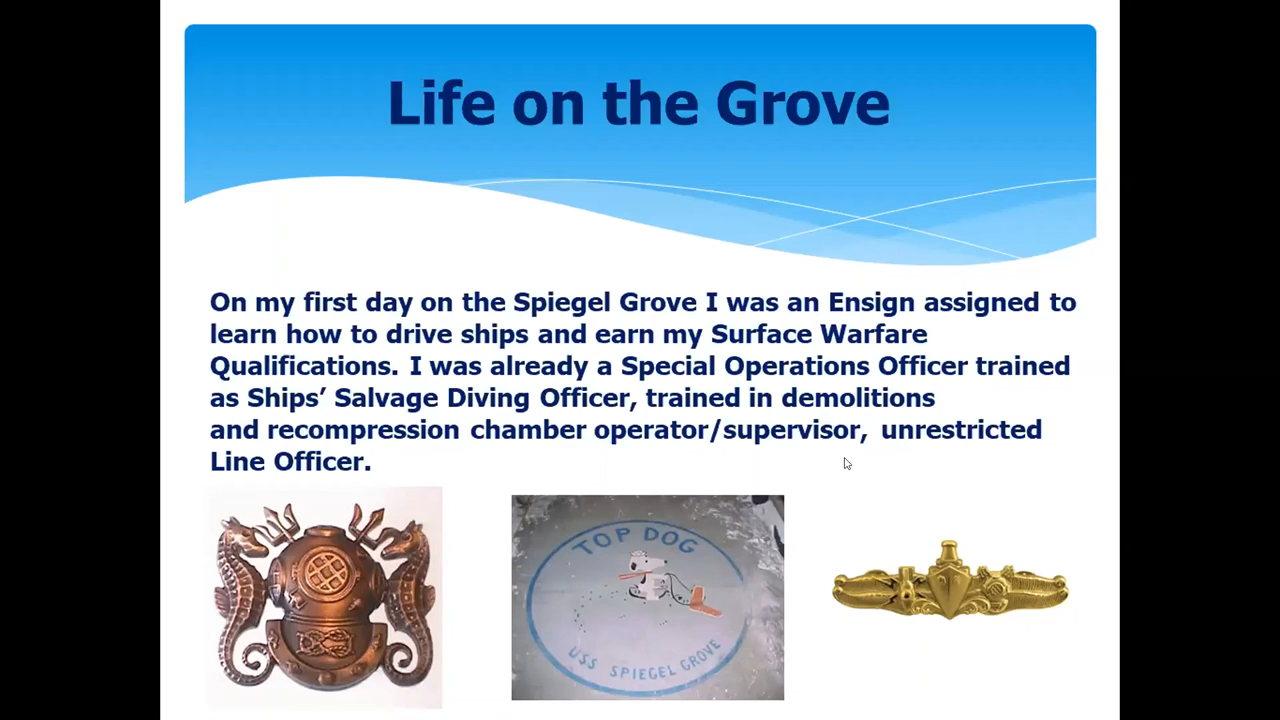 Life on the Grove
On my first day on the Spiegel Grove I was an Ensign assigned to
learn how to drive ships and earn my Surface Warfare
Qualifications. I was already a Special Operations Officer trained
as Ships’ Salvage Diving Officer, trained in demolitions
and recompression chamber operator/supervisor, unrestricted
Line Officer.
TOP DOG
USS SPIEGEL GROVE